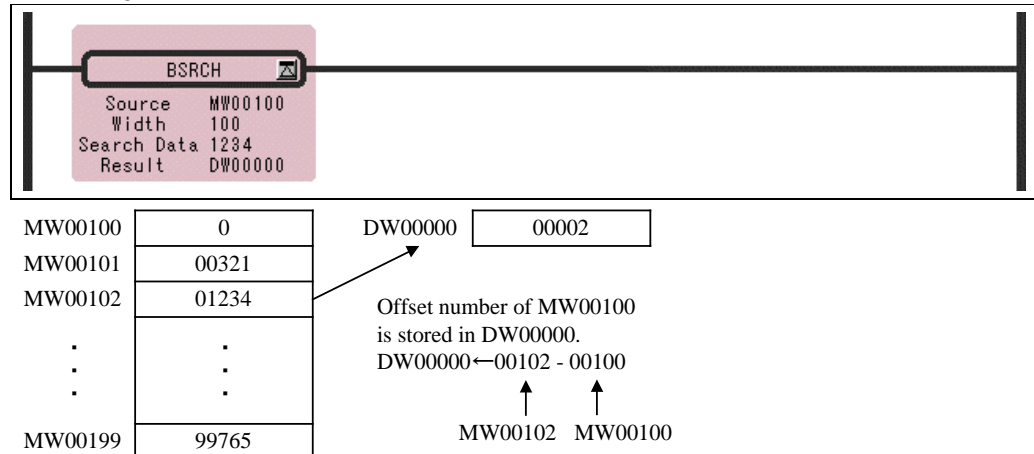 BSRCH
Source MW00100
Width 100
Search Data 1234
Result DW00000
MW00100 0 DW00000 00002
MW00101 00321
MW00102 01234
Offset number of MW00100
is stored in DW00000.
DW00000←00102 - 00100
MW00102 MW00100
MW00199 99765